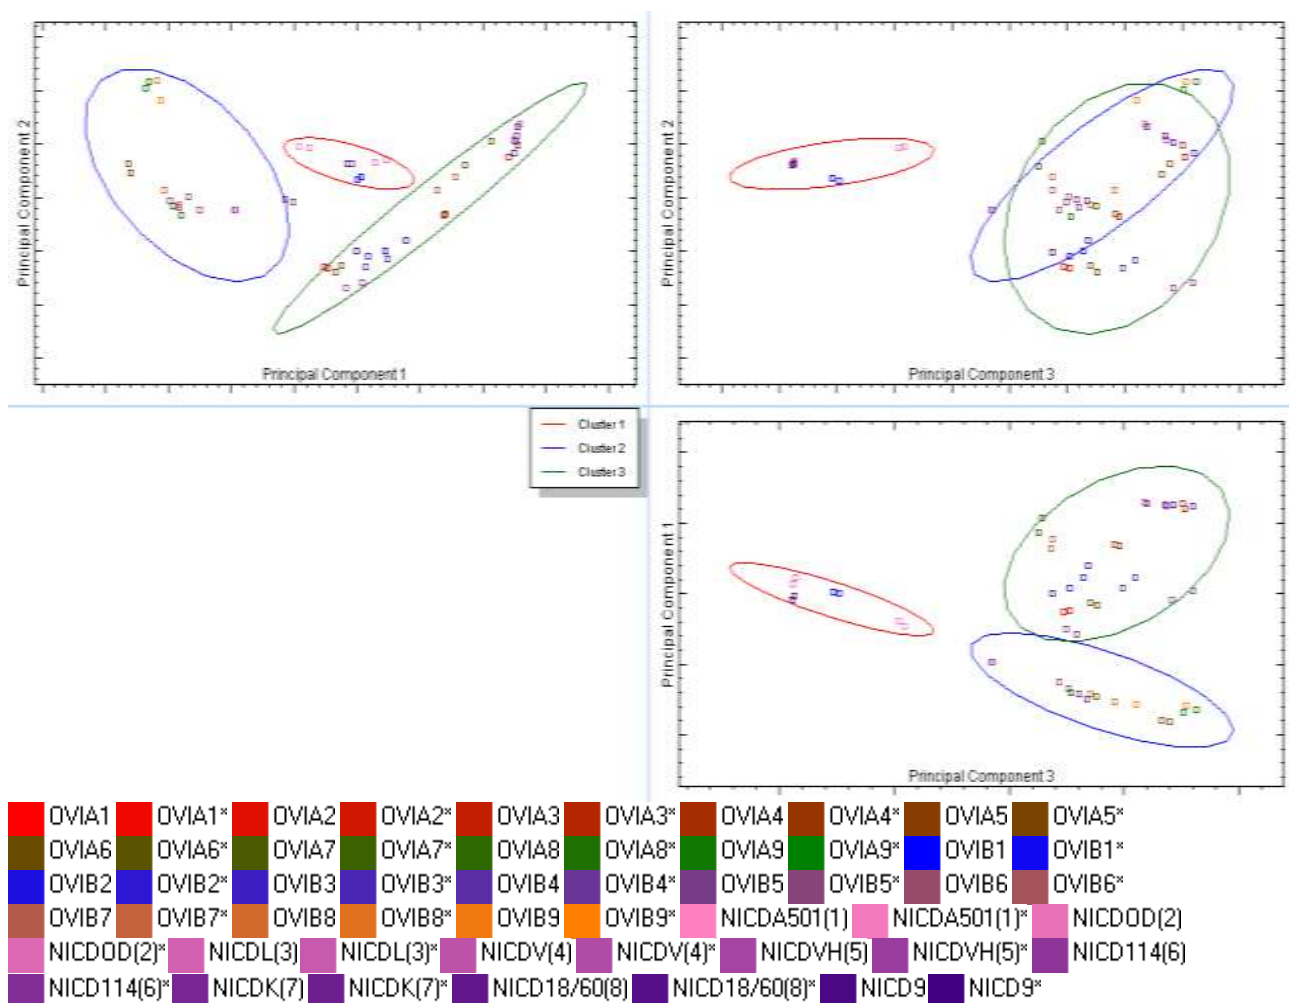 Principal Component 2
Principal Component 1
Principal Component 2
Principal Component 3
Cluster 1
Cluster 2
Cluster 3
Principal Component 1
Principal Component 3
OVIA1 OVIA1* OVIA2 OVIA2* OVIA3 OVIA3* OVIA4 OVIA4* OVIA5 OVIA5*
OVIA6 OVIA6* OVIA7 OVIA7* OVIA8 OVIA8* OVIA9 OVIA9* OVIB1 OVIB1*
OVIB2 OVIB2* OVIB3 OVIB3* OVIB4 OVIB4* OVIB5 OVIB5* OVIB6 OVIB6*
OVIB7 OVIB7* OVIB8 OVIB8* OVIB9 OVIB9* NICDA501(1) NICDA501(1)* NICDOD(2)
NICDOD(2)* NICDL(3) NICDL(3)* NICDV(4) NICDV(4)* NICDVH(5) NICDVH(5)* NICD114(6)
NICD114(6)* NICDK(7) NICDK(7)* NICD18/60(8) NICD18/60(8)* NICD9 NICD9*